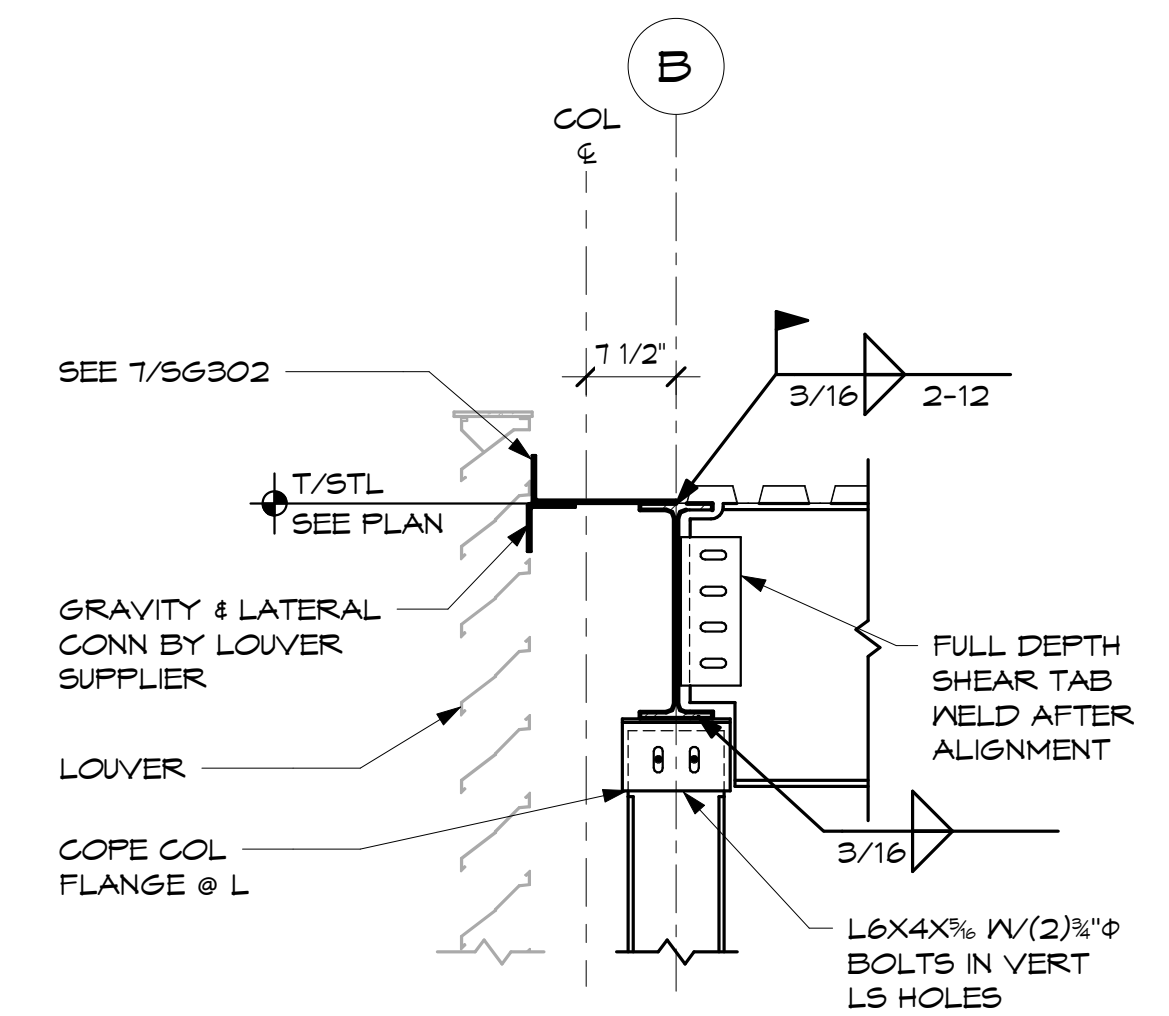 B
COL
℄
7 1/2"
SEE 7/SG302
3/16
2-12
T/STL
SEE PLAN
GRAVITY & LATERAL
CONN BY LOUVER
SUPPLIER
FULL DEPTH
SHEAR TAB
WELD AFTER
ALIGNMENT
LOUVER
COPE COL
FLANGE @ L
3/16
L6X4X5/16 W/(2)3/4"Φ
BOLTS IN VERT
LS HOLES